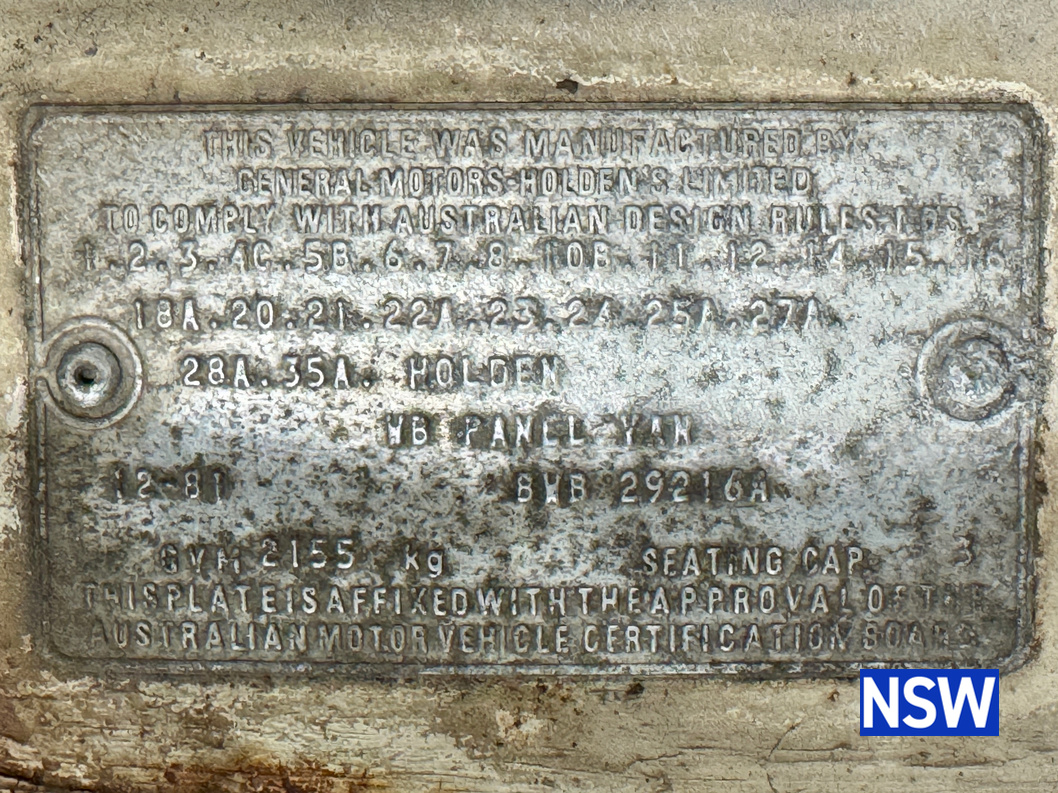 THIS VEHICLE WAS MANUFACTURED BY
GENERAL MOTORS-HOLDEN'S LIMITED
TO COMPLY WITH AUSTRALIAN DESIGN RULES NOS.
1.2.3.4C.5B.6.7.8.10B.11.12.14.15.16
18A.20.21.22A.23.24.25A.27A
28A.35A. HOLDEN
WB PANEL VAN
12-81 BWB 29216A
GVM 2155 kg SEATING CAP. 3
THIS PLATE IS AFFIXED WITH THE APPROVAL OF THE
AUSTRALIAN MOTOR VEHICLE CERTIFICATION BOARD
NSW